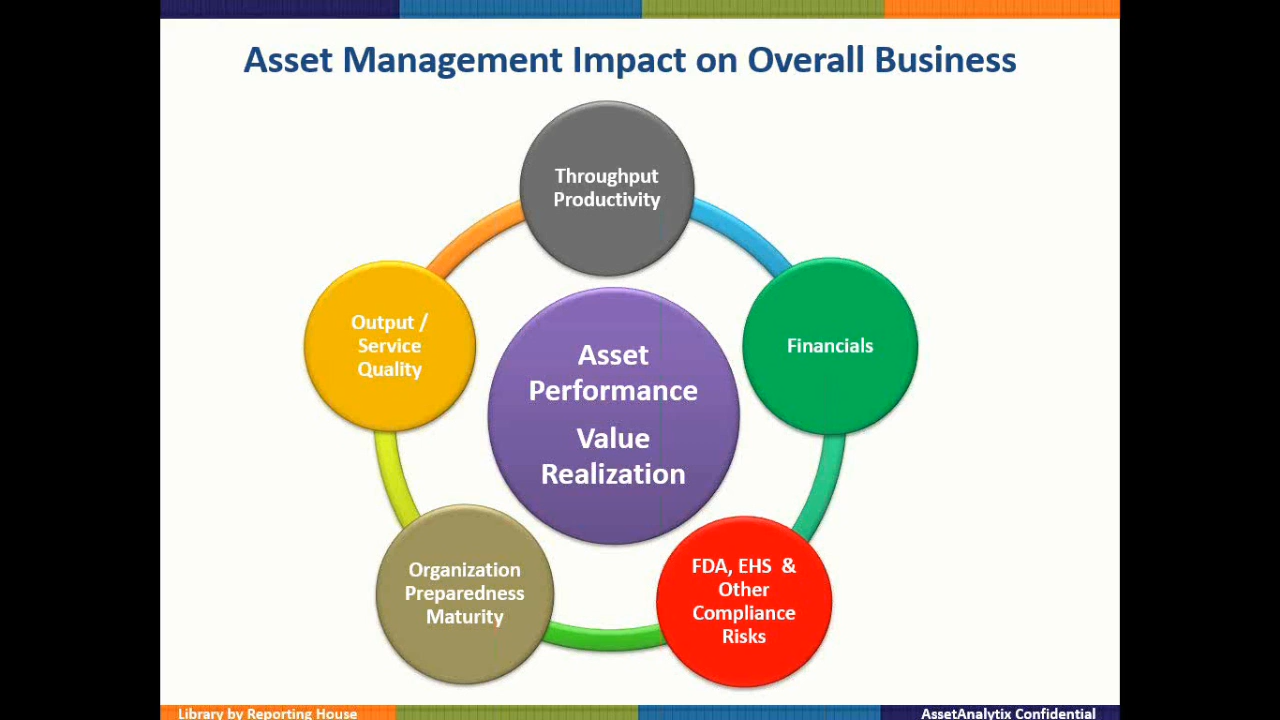 Asset Management Impact on Overall Business
Throughput
Productivity
Output /
Service
Quality
Financials
Asset
Performance
Value
Realization
Organization
Preparedness
Maturity
FDA, EHS & 
Other
Compliance
Risks
Library by Reporting House
AssetAnalytix Confidential